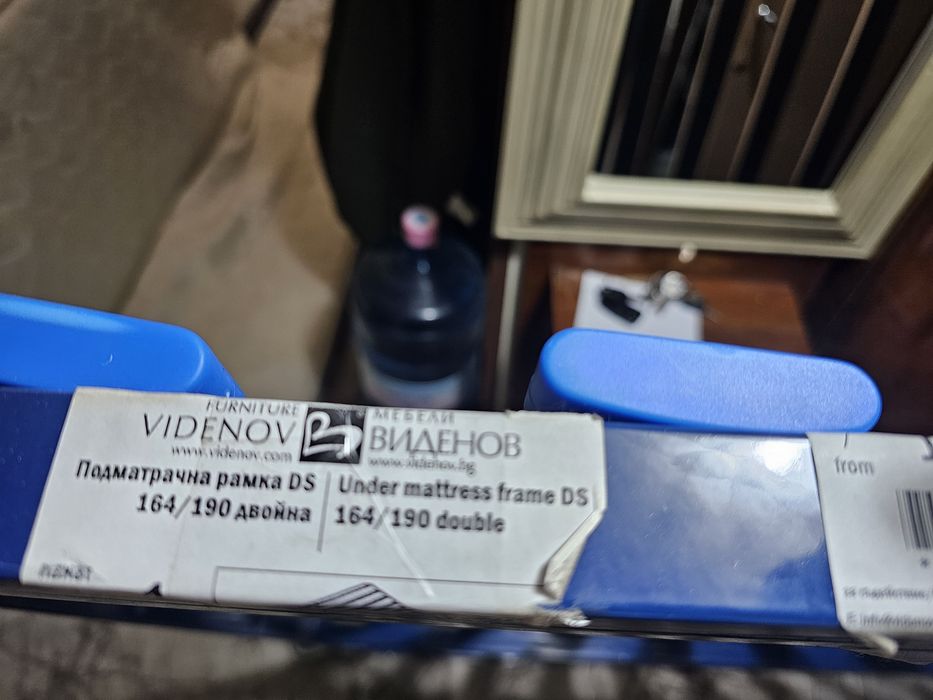 FURNITURE
VIDENOV
www.videnov.com
МЕБЕЛИ
ВИДЕНОВ
www.videnov.bg
Подматрачна рамка DS
164/190 двойна
Under mattress frame DS
164/190 double
from